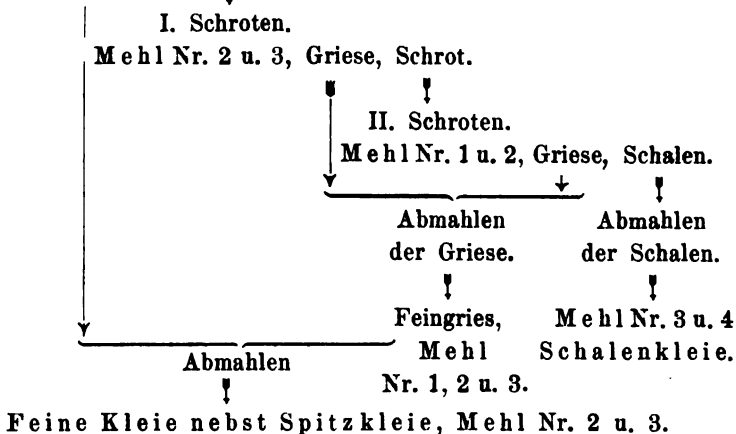 I. Schroten.
Mehl Nr. 2 u. 3, Griese, Schrot.
II. Schroten.
Mehl Nr. 1 u. 2, Griese, Schalen.
Abmahlen Abmahlen
der Griese. der Schalen.
Feingries, Mehl Nr. 3 u. 4
Mehl Schalenkleie.
Abmahlen
Nr. 1, 2 u. 3.
Feine Kleie nebst Spitzkleie, Mehl Nr. 2 u. 3.